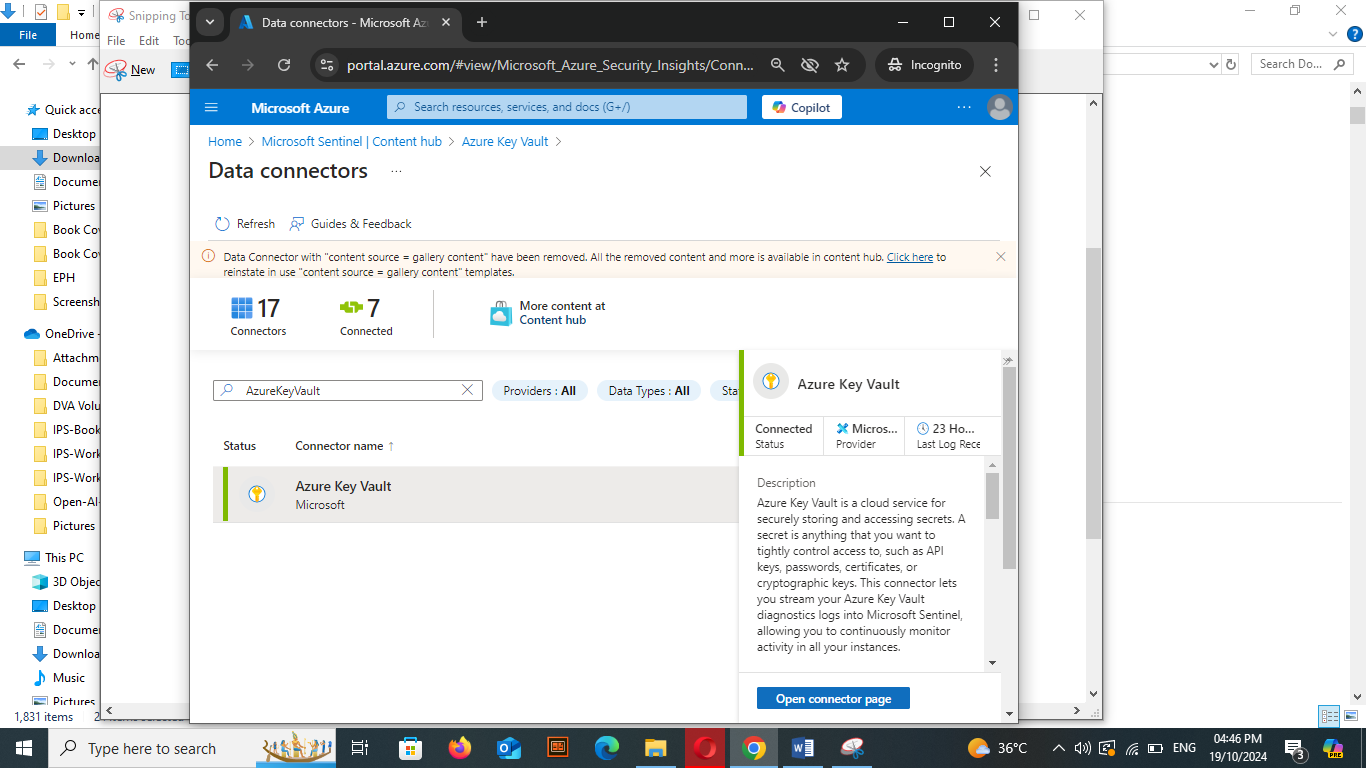 File
Home
Quick acce
Desktop
Downloa
Documen
Pictures
Book Cov
Book Cov
EPH
Screensh
OneDrive -
Attachm
Documen
DVA Volu
IPS-Book
IPS-Work
IPS-Work
Open-AI-
Pictures
This PC
3D Objec
Desktop
Documen
Downloa
Music
Pictures
1,831 items
Snipping To
File Edit Too
New
Search Do...
Data connectors - Microsoft Az
portal.azure.com/#view/Microsoft_Azure_Security_Insights/Conn...
Incognito
Microsoft Azure
Search resources, services, and docs (G+/)
Copilot
Home > Microsoft Sentinel | Content hub > Azure Key Vault >
Data connectors ...
Refresh Guides & Feedback
Data Connector with "content source = gallery content" have been removed. All the removed content and more is available in content hub. Click here to
reinstate in use "content source = gallery content" templates.
17
Connectors
7
Connected
More content at
Content hub
AzureKeyVault
Providers : All
Data Types : All
Sta
Status Connector name ↑
Azure Key Vault
Microsoft
Azure Key Vault
Connected
Status
Micros...
Provider
23 Ho...
Last Log Rece
Description
Azure Key Vault is a cloud service for
securely storing and accessing secrets. A
secret is anything that you want to
tightly control access to, such as API
keys, passwords, certificates, or
cryptographic keys. This connector lets
you stream your Azure Key Vault
diagnostics logs into Microsoft Sentinel,
allowing you to continuously monitor
activity in all your instances.
Open connector page
Type here to search
36°C
ENG
04:46 PM
19/10/2024
3
PRE